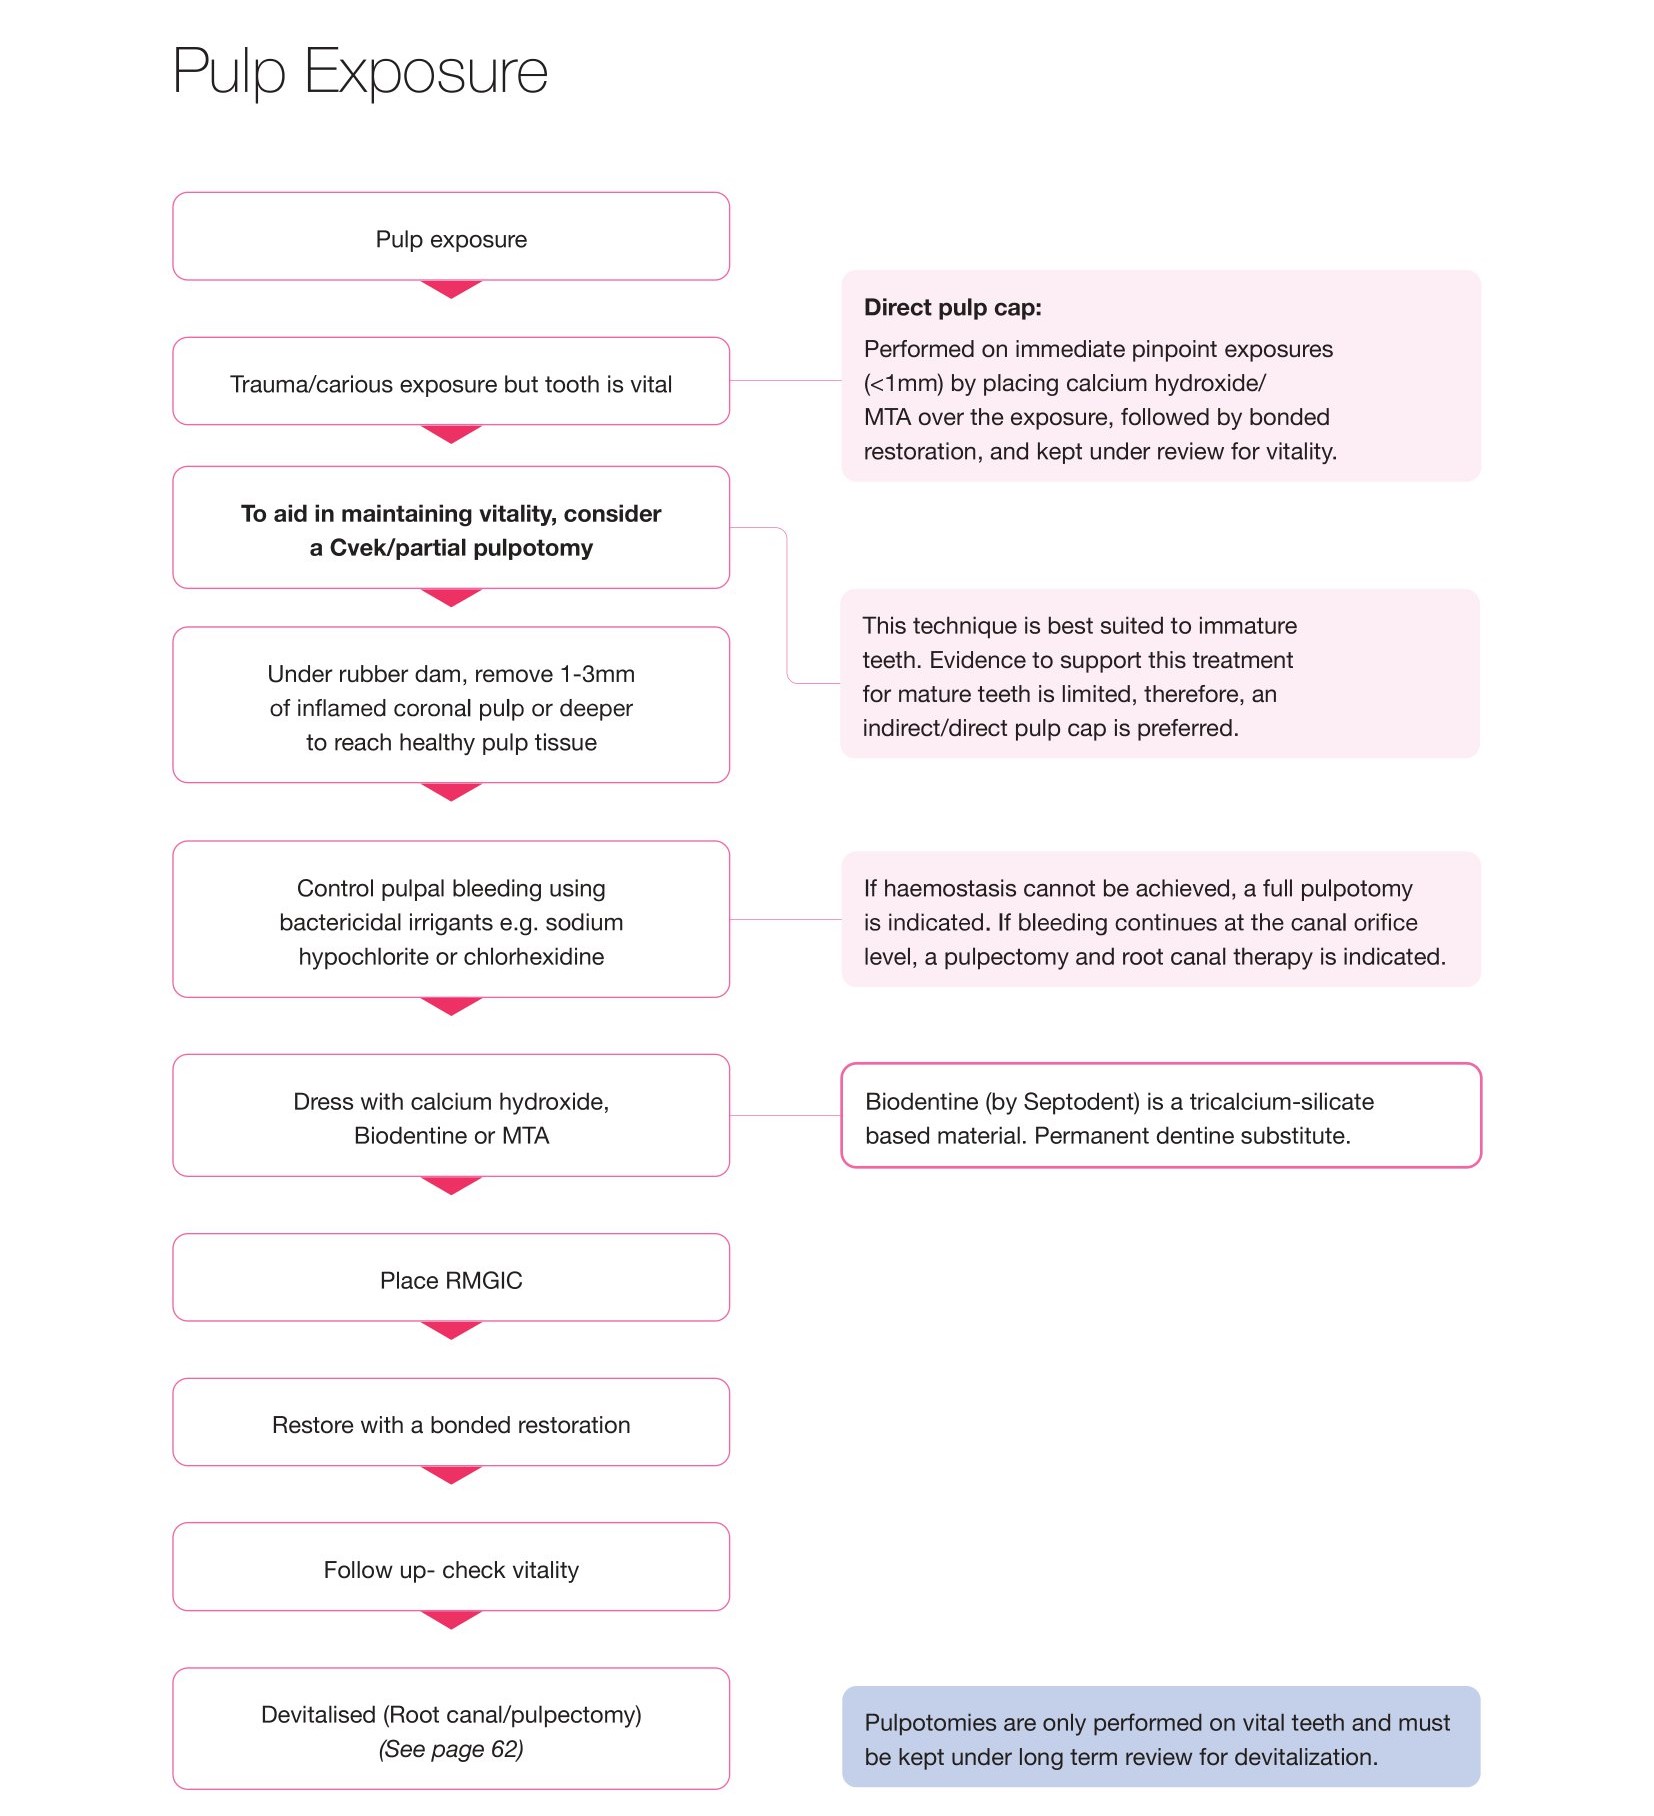 Pulp Exposure
Pulp exposure
Trauma/carious exposure but tooth is vital
Direct pulp cap:
Performed on immediate pinpoint exposures
(<1mm) by placing calcium hydroxide/
MTA over the exposure, followed by bonded
restoration, and kept under review for vitality.
To aid in maintaining vitality, consider
a Cvek/partial pulpotomy
This technique is best suited to immature
teeth. Evidence to support this treatment
for mature teeth is limited, therefore, an
indirect/direct pulp cap is preferred.
Under rubber dam, remove 1-3mm
of inflamed coronal pulp or deeper
to reach healthy pulp tissue
Control pulpal bleeding using
bactericidal irrigants e.g. sodium
hypochlorite or chlorhexidine
If haemostasis cannot be achieved, a full pulpotomy
is indicated. If bleeding continues at the canal orifice
level, a pulpectomy and root canal therapy is indicated.
Dress with calcium hydroxide,
Biodentine or MTA
Biodentine (by Septodent) is a tricalcium-silicate
based material. Permanent dentine substitute.
Place RMGIC
Restore with a bonded restoration
Follow up- check vitality
Devitalised (Root canal/pulpectomy)
(See page 62)
Pulpotomies are only performed on vital teeth and must
be kept under long term review for devitalization.